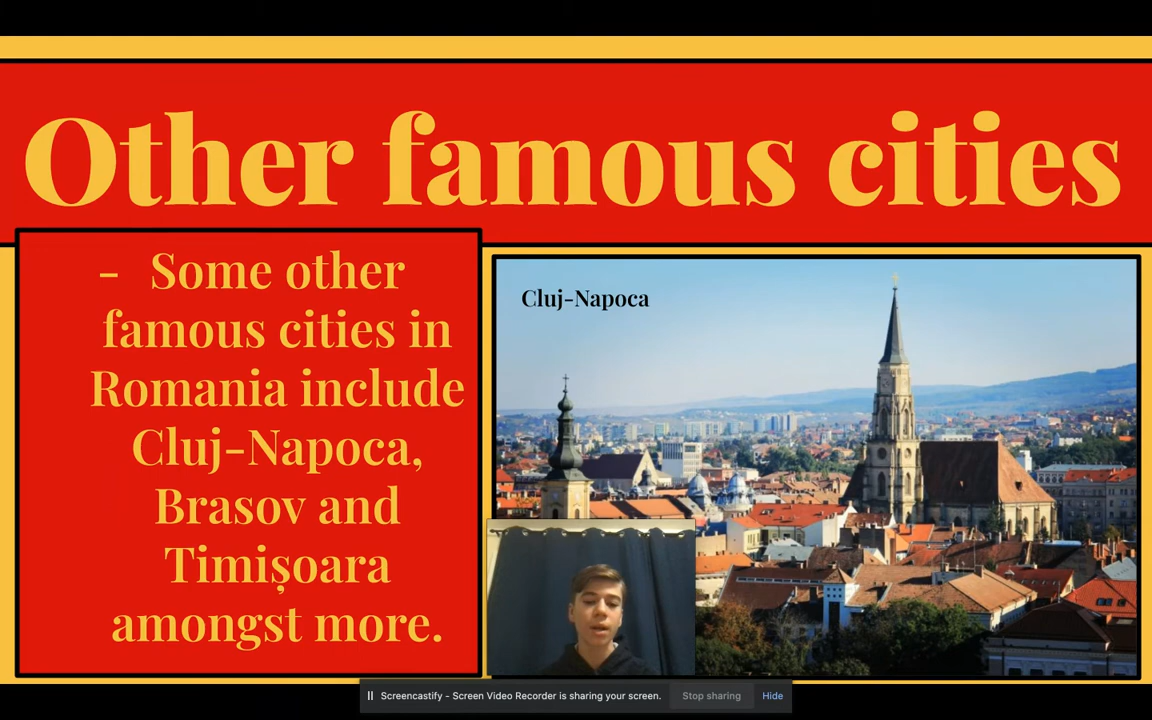 Other famous cities
- Some other
famous cities in
Romania include
Cluj-Napoca,
Brasov and
Timișoara
amongst more.
Cluj-Napoca
Screencastify - Screen Video Recorder is sharing your screen.
Stop sharing
Hide